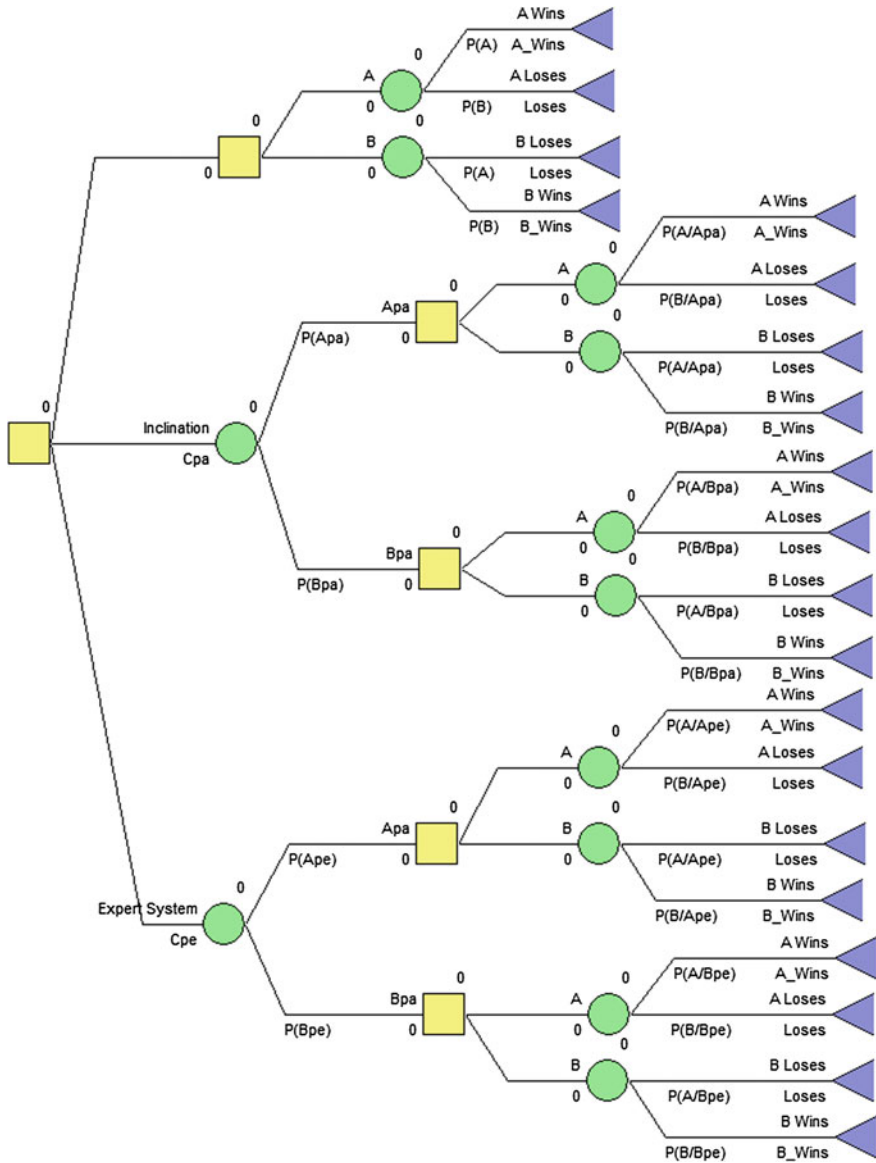 A Wins
0
P(A) A_Wins
A
A Loses
0 0
P(B) Loses
0
B
B Loses
0 0
P(A) Loses
B Wins
P(B) B_Wins
A Wins
0
P(A/Apa) A_Wins
A
A Loses
0
Apa
0 0
P(B/Apa) Loses
P(Apa) 0
B
B Loses
0
P(A/Apa) Loses
B Wins
0
Inclination
0
P(B/Apa) B_Wins
Cpa
A Wins
0
P(A/Bpa) A_Wins
A
A Loses
0
Bpa
0 0
P(B/Bpa) Loses
P(Bpa) 0
B
B Loses
0
P(A/Bpa) Loses
B Wins
P(B/Bpa) B_Wins
A Wins
0
P(A/Ape) A_Wins
A
A Loses
0
0 0
P(B/Ape) Loses
Apa
B
B Loses
P(Ape) 0
0
P(A/Ape) Loses
0
B Wins
Expert System
P(B/Ape) B_Wins
Cpe
A Wins
0
0
P(A/Bpe) A_Wins
Bpa
A
A Loses
P(Bpe) 0
0 0
P(B/Bpe) Loses
B
B Loses
0
P(A/Bpe) Loses
B Wins
P(B/Bpe) B_Wins